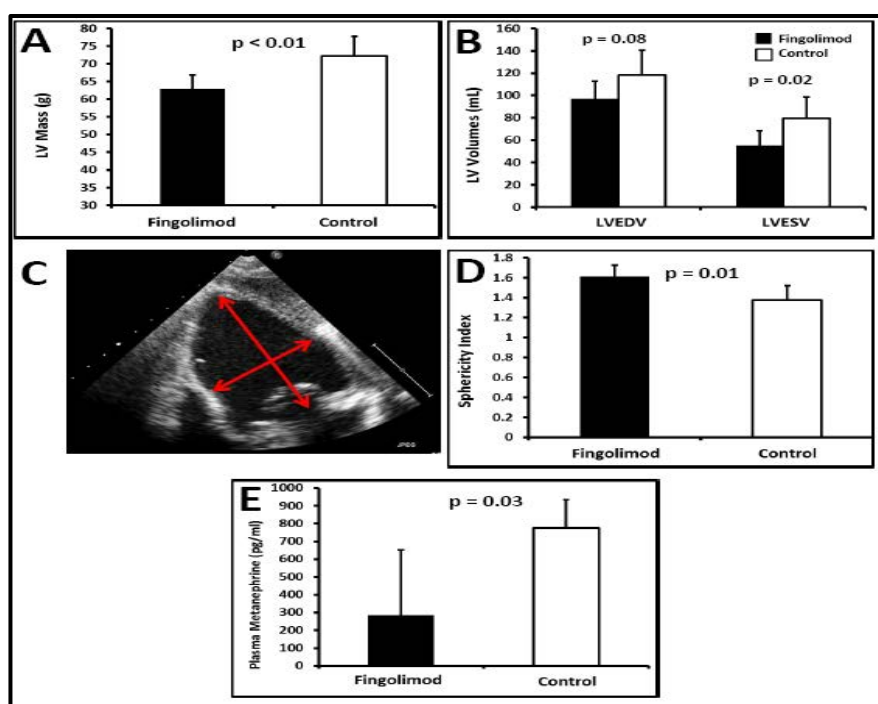 A
p < 0.01
LV Mass (g)
80
75
70
65
60
55
50
45
40
35
30
Fingolimod
Control
B
p = 0.08
Fingolimod
Control
p = 0.02
LV Volumes (mL)
160
140
120
100
80
60
40
20
0
LVEDV
LVESV
C
JPEG
D
p = 0.01
Sphericity Index
1.8
1.6
1.4
1.2
1
0.8
0.6
0.4
0.2
0
Fingolimod
Control
E
p = 0.03
Plasma Metanephrine (pg/ml)
1000
900
800
700
600
500
400
300
200
100
0
Fingolimod
Control